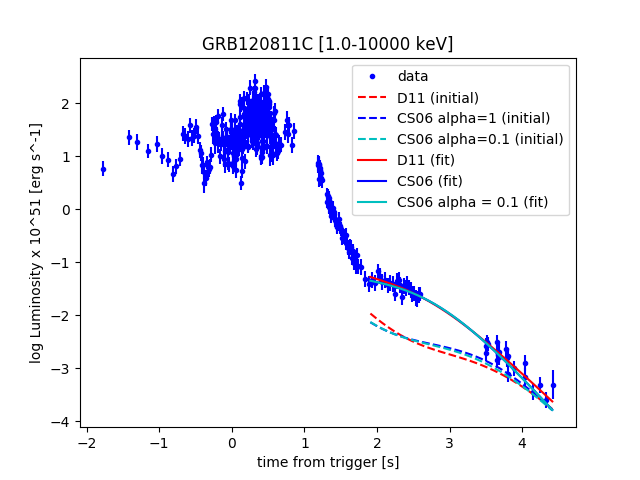 GRB120811C [1.0-10000 keV]
data
D11 (initial)
CS06 alpha=1 (initial)
CS06 alpha=0.1 (initial)
D11 (fit)
CS06 (fit)
CS06 alpha = 0.1 (fit)
log Luminosity x 10^51 [erg s^-1]
2
1
0
−1
−2
−3
−4
−2
−1
0
1
2
3
4
time from trigger [s]